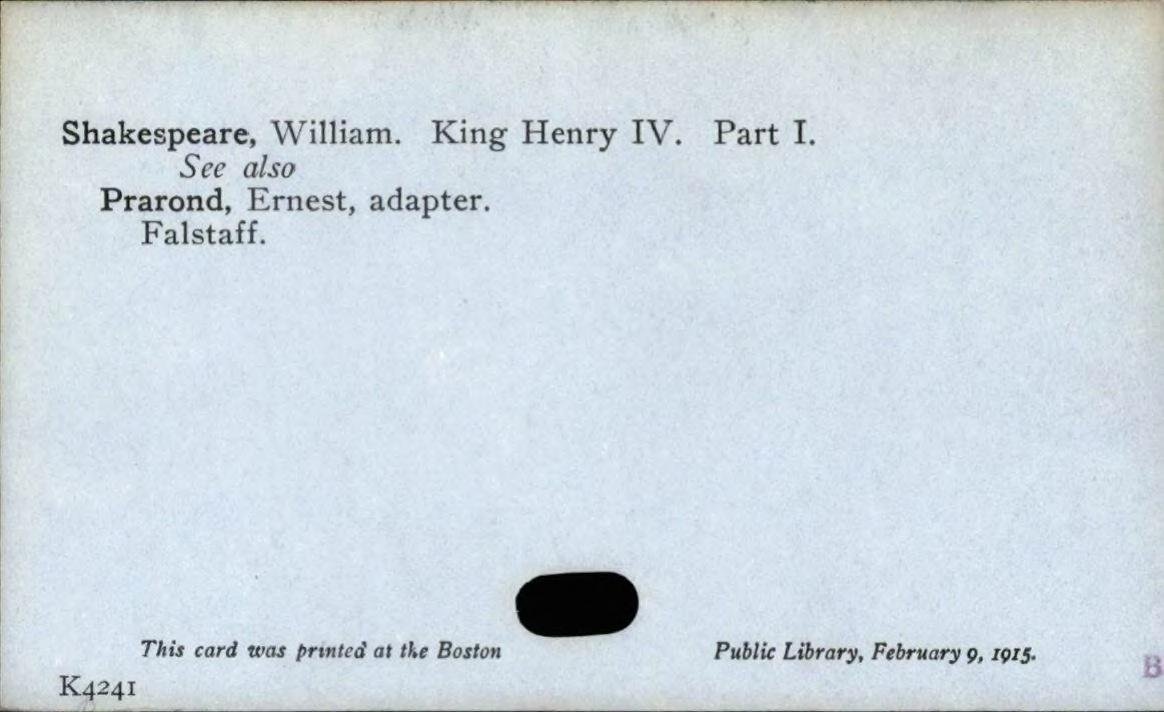 Shakespeare, William. King Henry IV. Part I.
See also
Prarond, Ernest, adapter.
Falstaff.
This card was printed at the Boston Public Library, February 9, 1915.
K4241
B